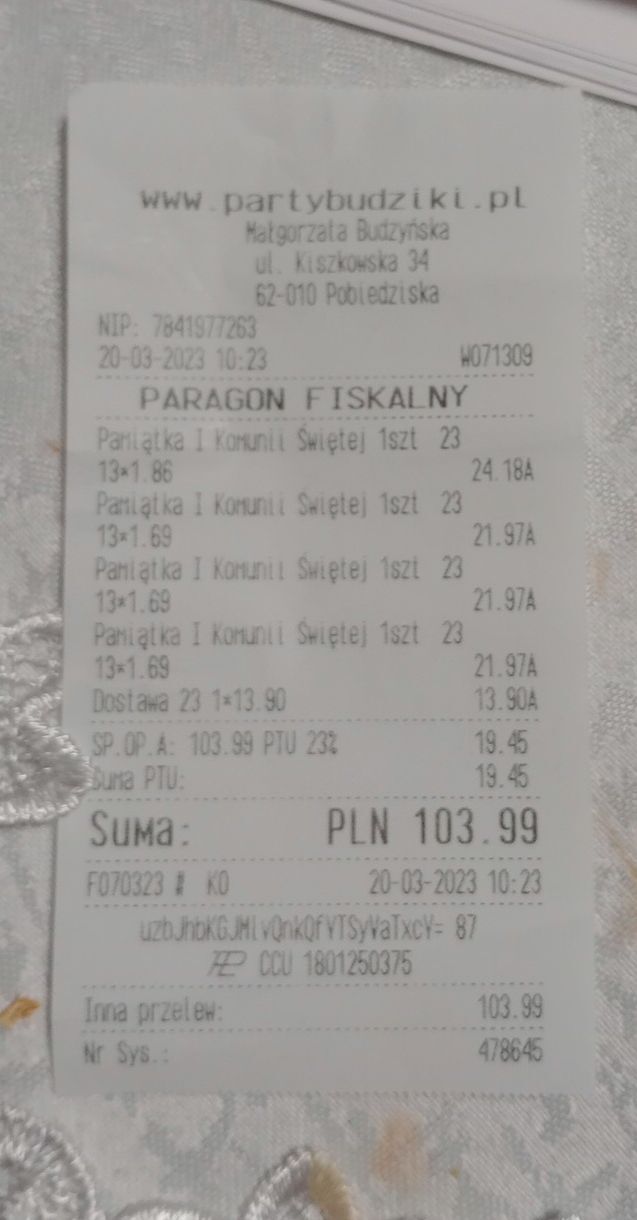 www.partybudziki.pl
Małgorzata Budzyńska
ul. Kiszkowska 34
62-010 Pobiedziska
NIP: 7841977263
20-03-2023 10:23 W071309
PARAGON FISKALNY
Pamiątka I Komunii Świętej 1szt 23
13*1.86 24.18A
Pamiątka I Komunii Świętej 1szt 23
13*1.69 21.97A
Pamiątka I Komunii Świętej 1szt 23
13*1.69 21.97A
Pamiątka I Komunii Świętej 1szt 23
13*1.69 21.97A
Dostawa 23 1*13.90 13.90A
SP.OP.A: 103.99 PTU 23% 19.45
Suma PTU: 19.45
Suma: PLN 103.99
F070323 # KO 20-03-2023 10:23
87
CCU 1801250375
Inna przelew: 103.99
Nr Sys.: 478645